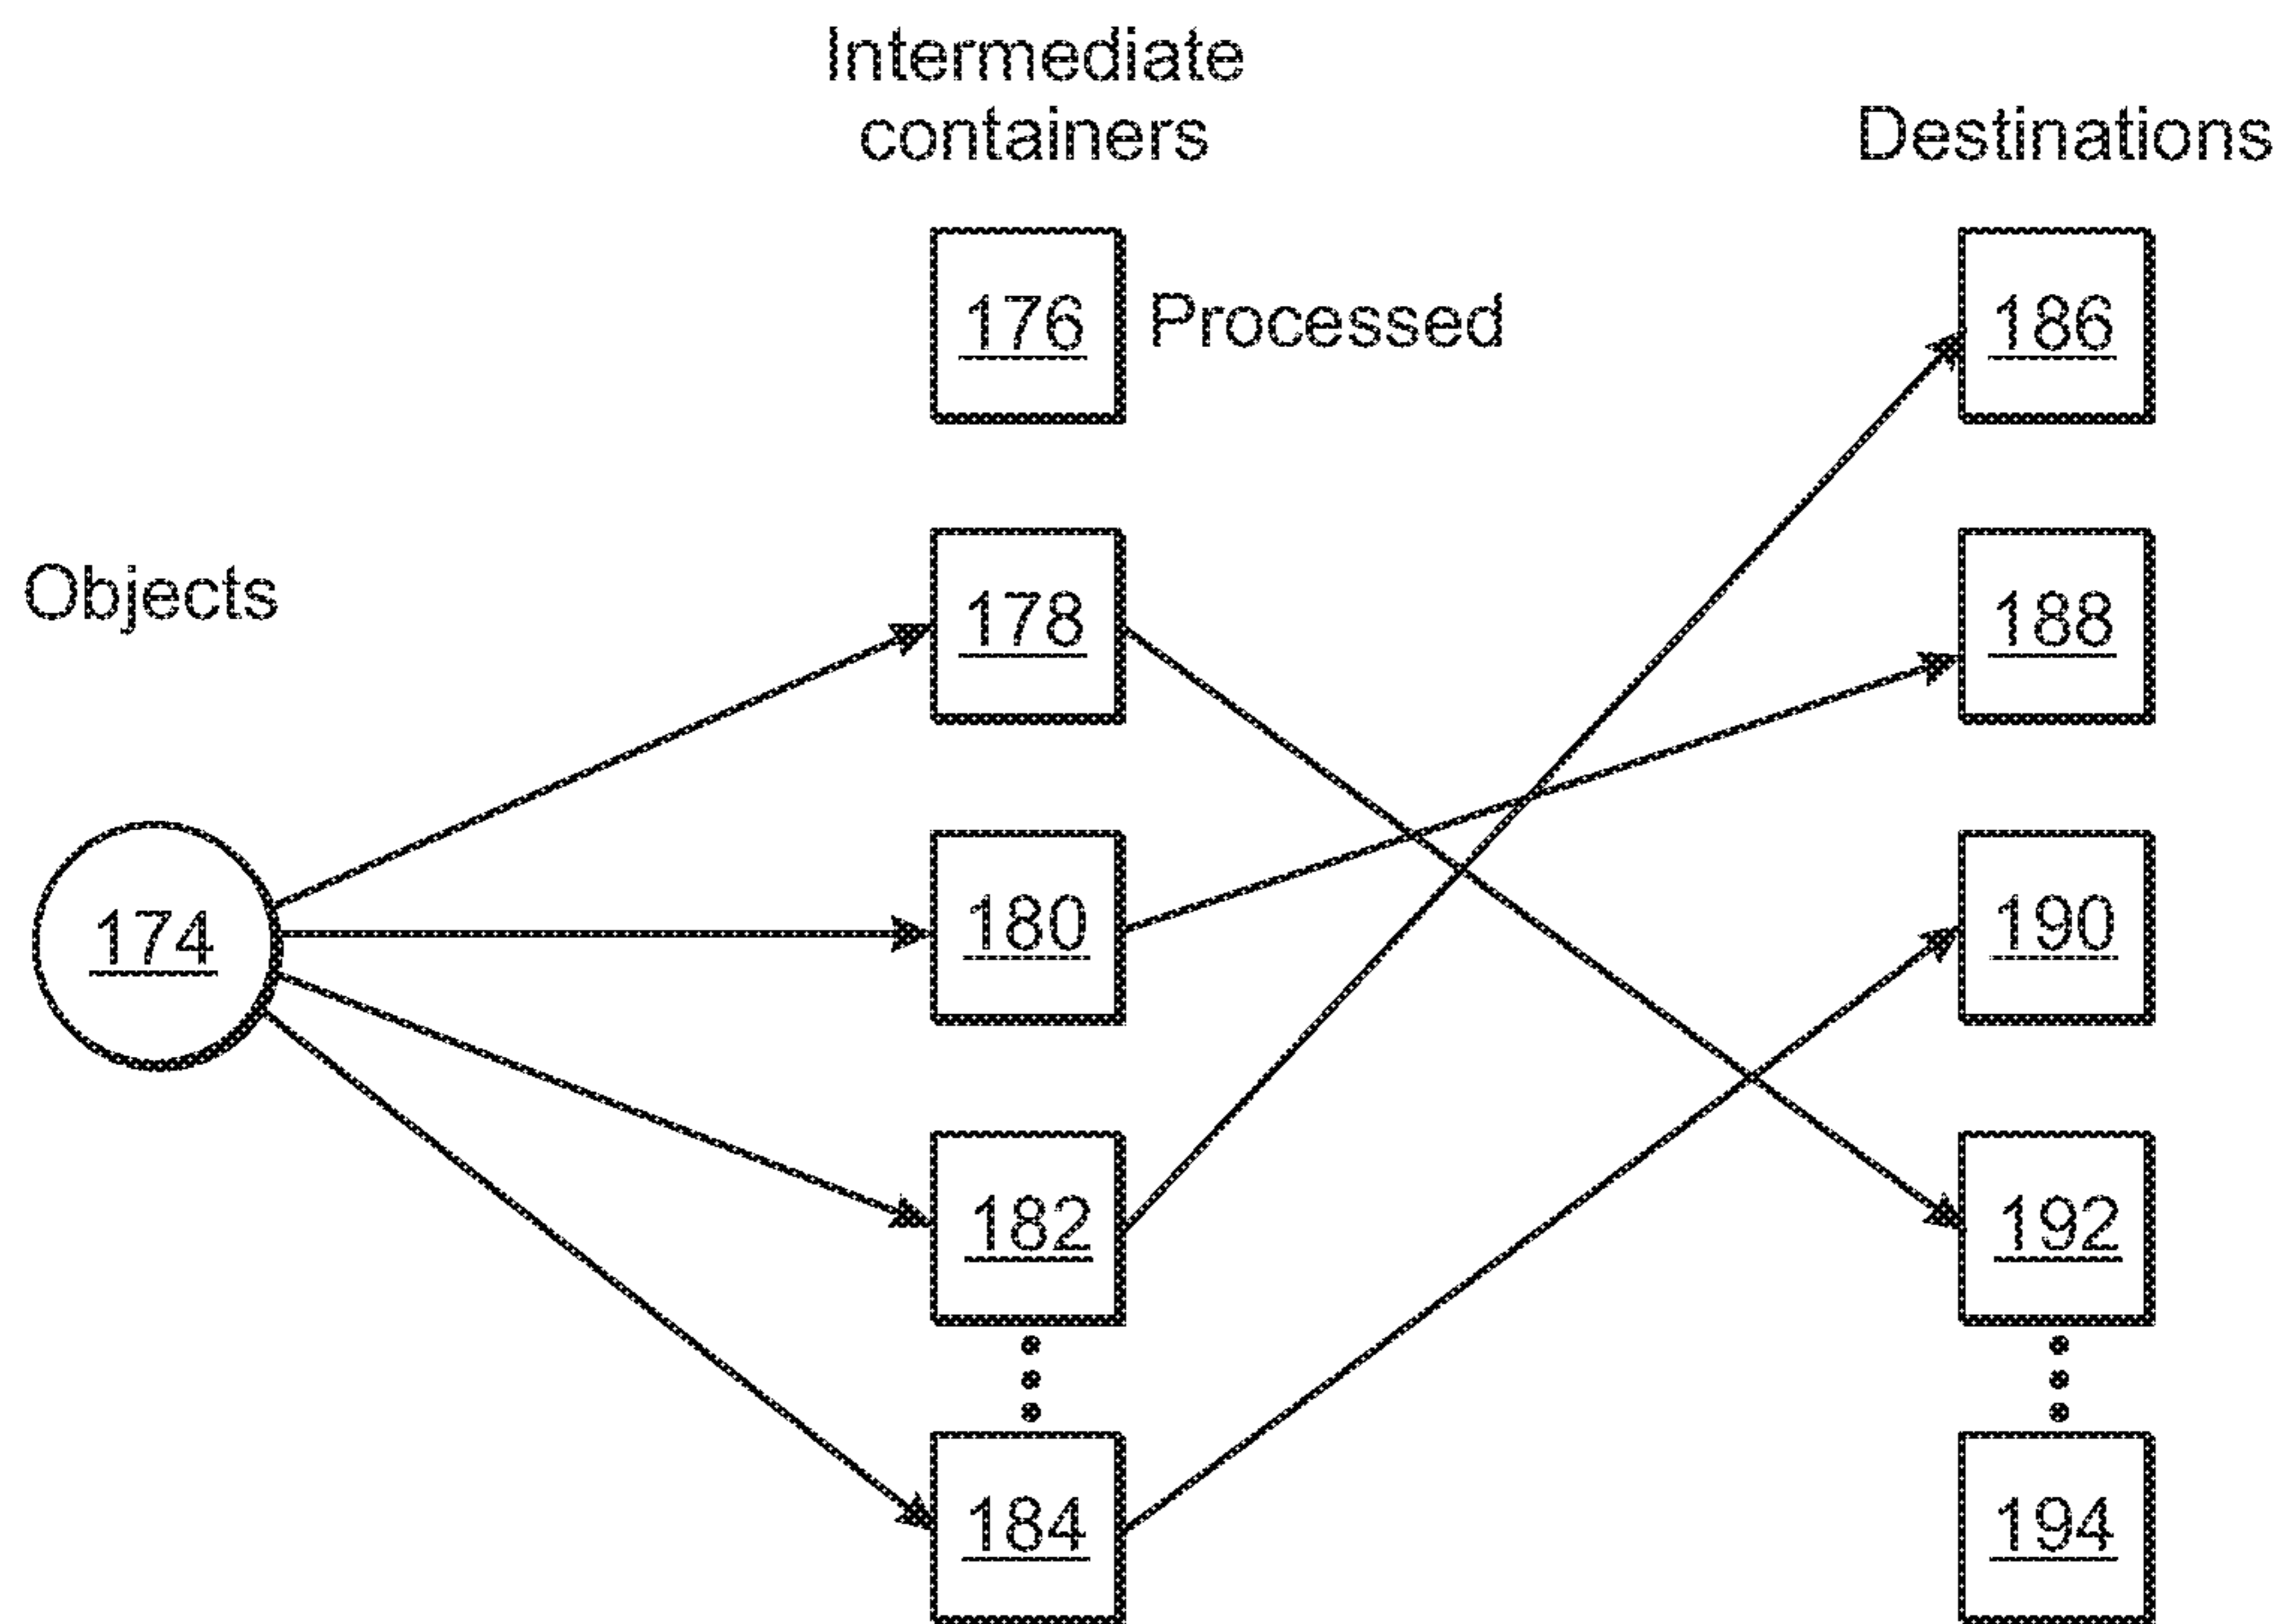 Intermediate
containers
Destinations
176 Processed
186
Objects
178
188
174
180
190
182
192
184
194